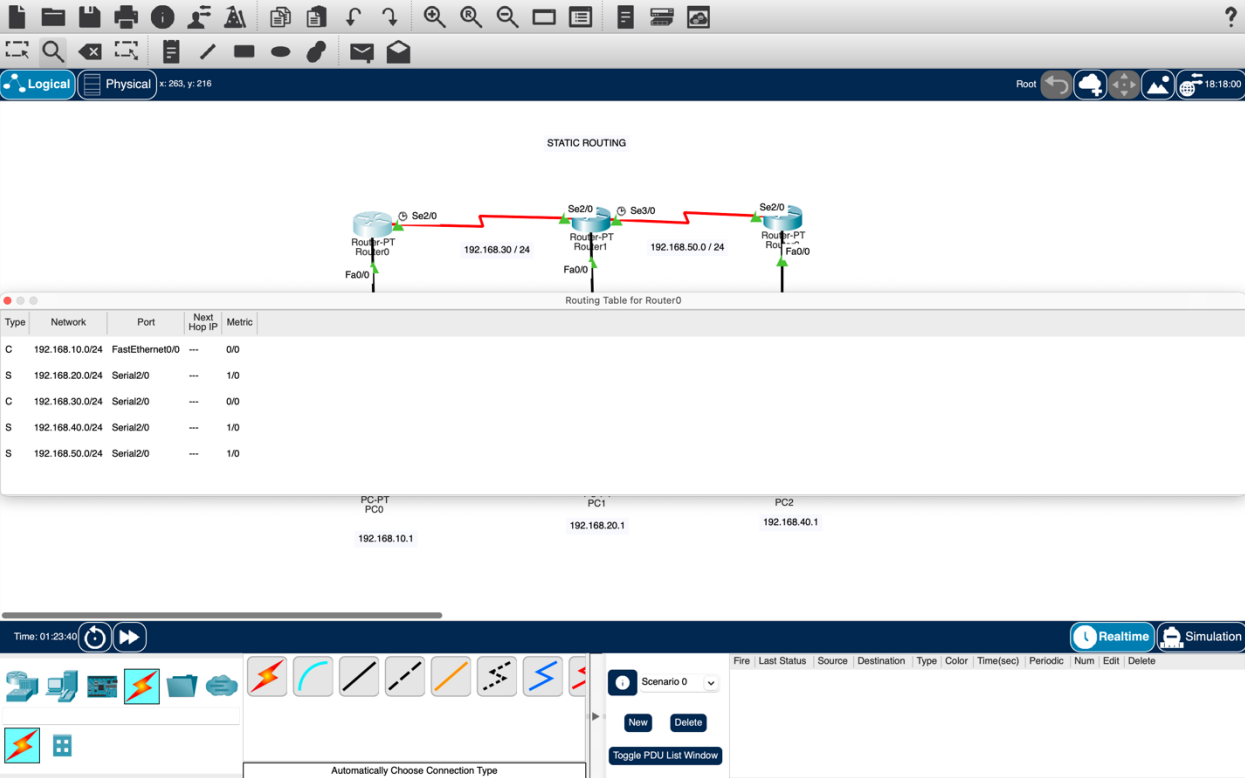 ?
Logical Physical x: 263, y: 216 Root 18:18:00
STATIC ROUTING
Se2/0 Se2/0 Se3/0 Se2/0
Router-PT Router-PT Router-PT
Router0 Router1
192.168.30 / 24 192.168.50.0 / 24 Fa0/0
Fa0/0 Fa0/0
Routing Table for Router0
Type Network Port Next Hop IP Metric
C 192.168.10.0/24 FastEthernet0/0 --- 0/0
S 192.168.20.0/24 Serial2/0 --- 1/0
C 192.168.30.0/24 Serial2/0 --- 0/0
S 192.168.40.0/24 Serial2/0 --- 1/0
S 192.168.50.0/24 Serial2/0 --- 1/0
PC-PT
PC0 PC1 PC2
192.168.10.1 192.168.20.1 192.168.40.1
Time: 01:23:40 Realtime Simulation
Fire Last Status Source Destination Type Color Time(sec) Periodic Num Edit Delete
Scenario 0
New Delete
Toggle PDU List Window
Automatically Choose Connection Type